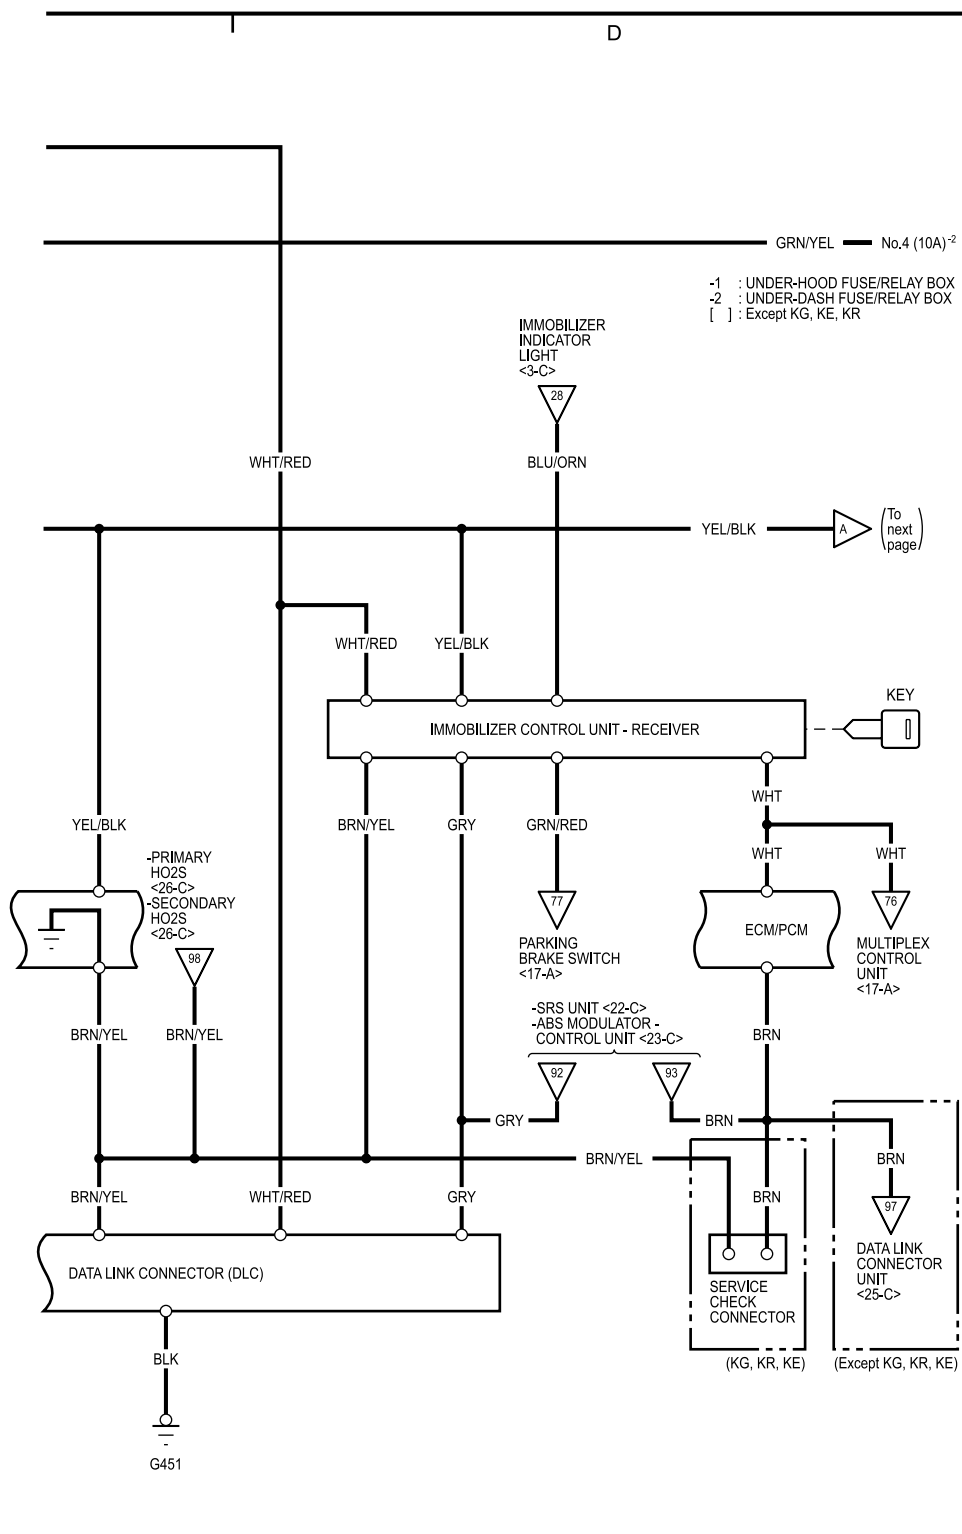 D
GRN/YEL No.4 (10A)-2
-1 : UNDER-HOOD FUSE/RELAY BOX
-2 : UNDER-DASH FUSE/RELAY BOX
[ ] : Except KG, KE, KR
IMMOBILIZER
INDICATOR
LIGHT
<3-C>
28
WHT/RED
BLU/ORN
YEL/BLK
A
(To
next
page)
WHT/RED
YEL/BLK
KEY
IMMOBILIZER CONTROL UNIT - RECEIVER
WHT
YEL/BLK
BRN/YEL
GRY
GRN/RED
WHT
WHT
-PRIMARY
HO2S
<26-C>
-SECONDARY
HO2S
<26-C>
98
77
PARKING
BRAKE SWITCH
<17-A>
ECM/PCM
76
MULTIPLEX
CONTROL
UNIT
<17-A>
-SRS UNIT <22-C>
-ABS MODULATOR -
CONTROL UNIT <23-C>
BRN/YEL
BRN/YEL
BRN
92
93
GRY
BRN
BRN/YEL
BRN
BRN/YEL
WHT/RED
GRY
BRN
97
DATA LINK
CONNECTOR
UNIT
<25-C>
DATA LINK CONNECTOR (DLC)
SERVICE
CHECK
CONNECTOR
(KG, KR, KE)
(Except KG, KR, KE)
BLK
G451